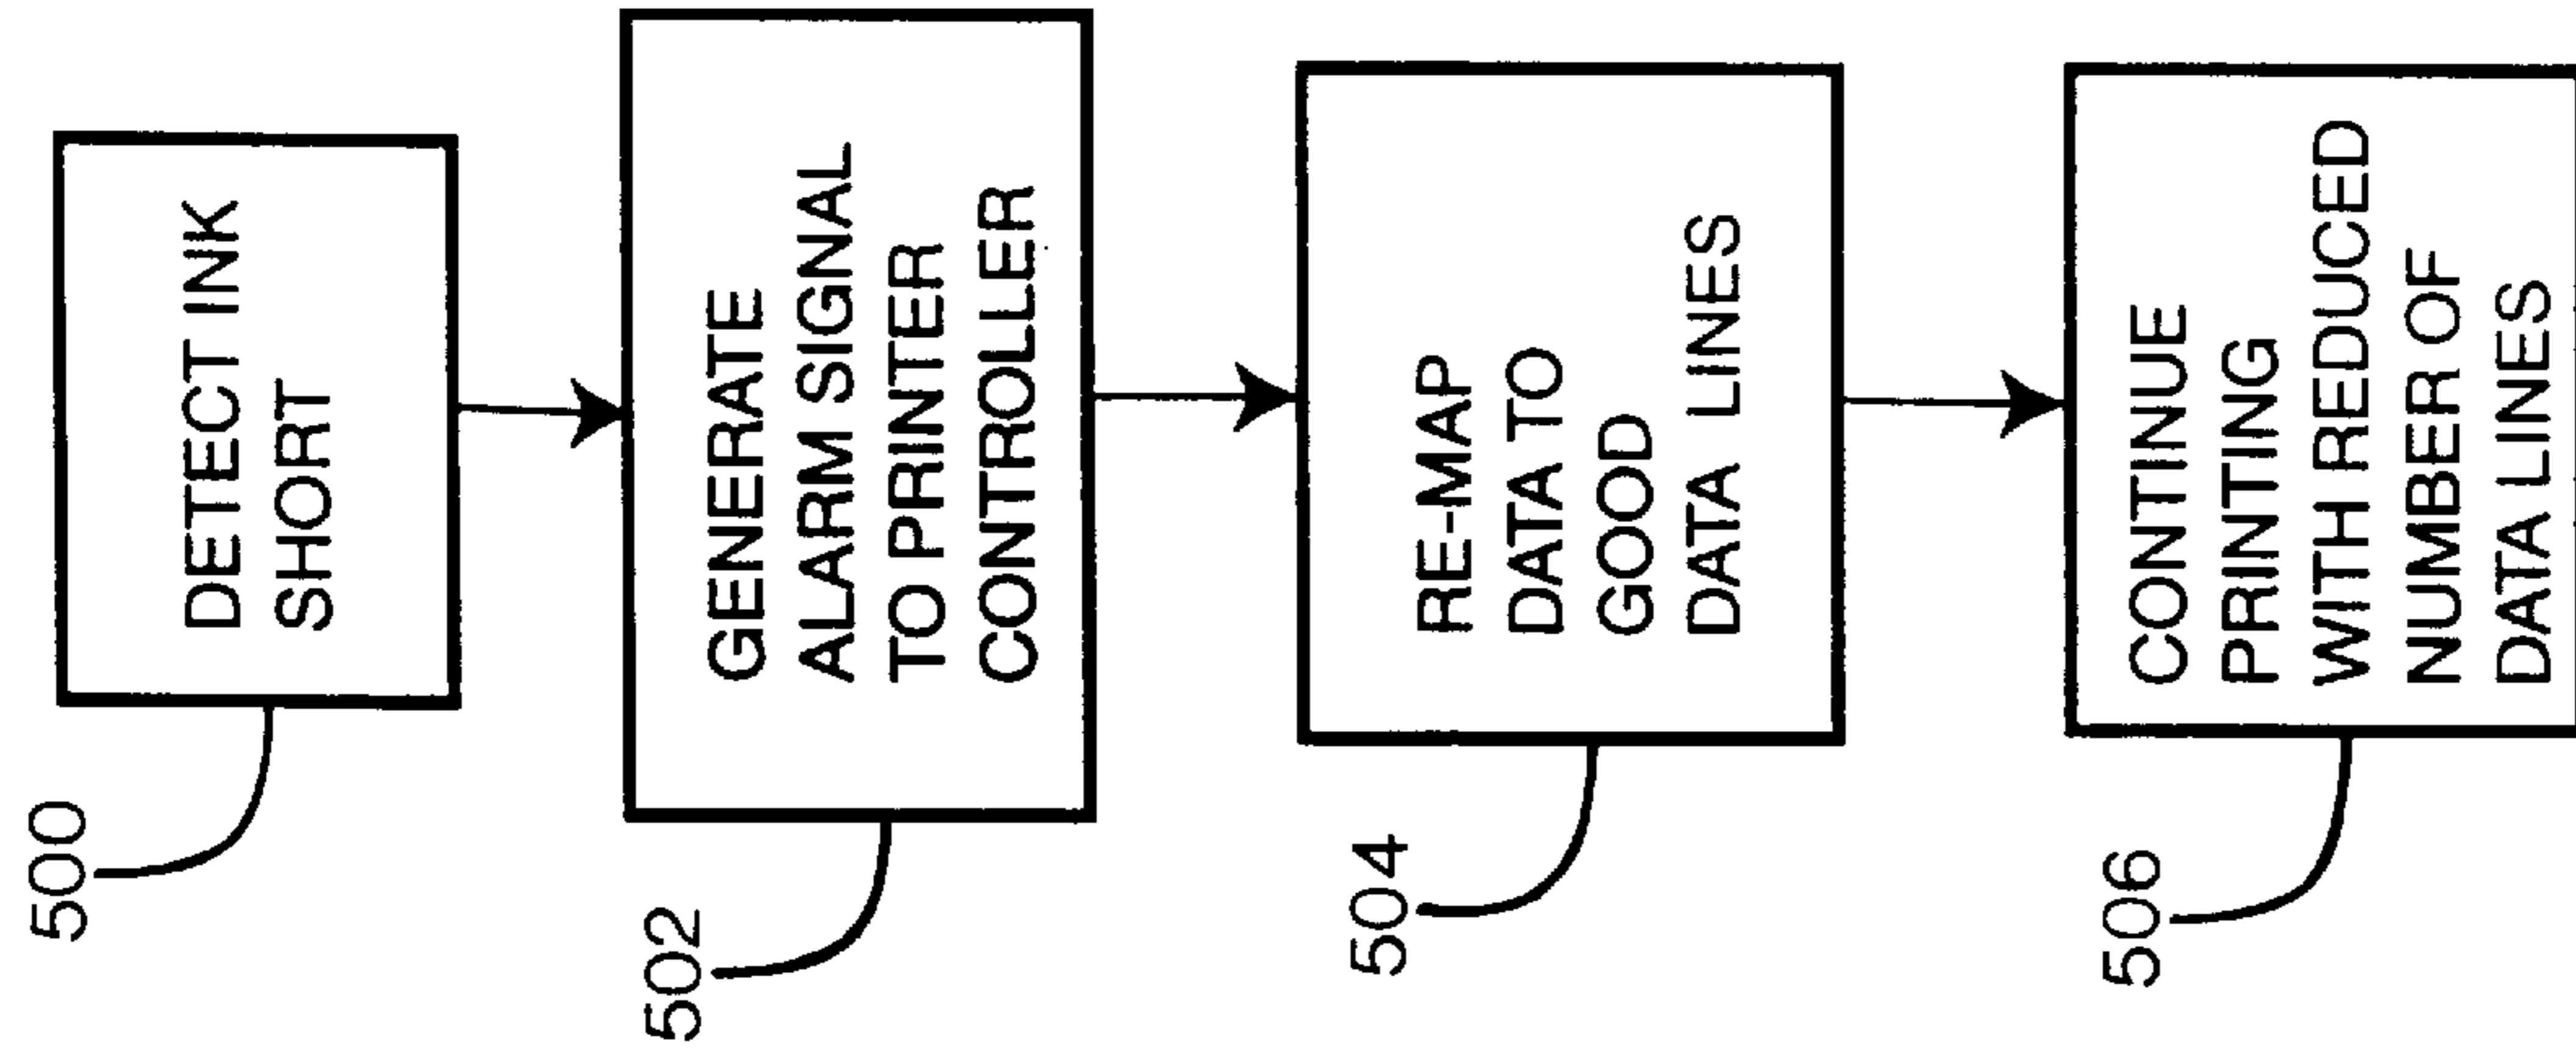 500
DETECT INK
SHORT
502
GENERATE
ALARM SIGNAL
TO PRINTER
CONTROLLER
504
RE-MAP
DATA TO
GOOD
DATA LINES
506
CONTINUE
PRINTING
WITH REDUCED
NUMBER OF
DATA LINES